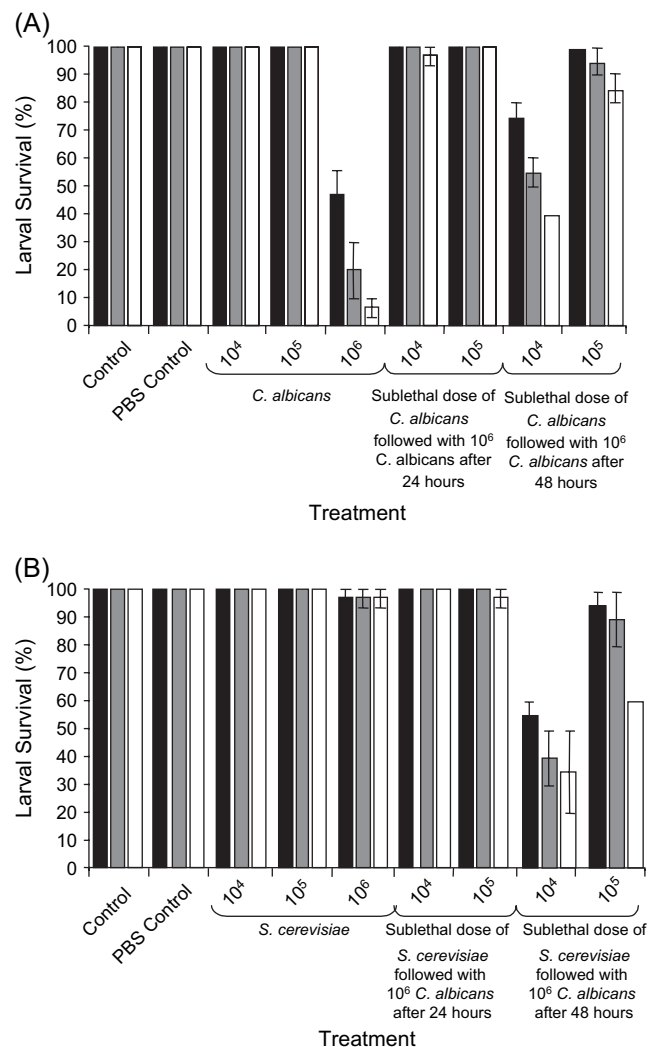 (A)
100
90
80
70
60
50
40
30
20
10
0
Larval Survival (%)
Control
PBS Control
10⁴
10⁵
10⁶
10⁴
10⁵
10⁴
10⁵
C. albicans
Sublethal dose of
C. albicans
followed with 10⁶
C. albicans after
24 hours
Sublethal dose of
C. albicans
followed with 10⁶
C. albicans after
48 hours
Treatment
(B)
100
90
80
70
60
50
40
30
20
10
0
Larval Survival (%)
Control
PBS Control
10⁴
10⁵
10⁶
10⁴
10⁵
10⁴
10⁵
S. cerevisiae
Sublethal dose of
S. cerevisiae
followed with
10⁶ C. albicans
after 24 hours
Sublethal dose of
S. cerevisiae
followed with
10⁶ C. albicans
after 48 hours
Treatment